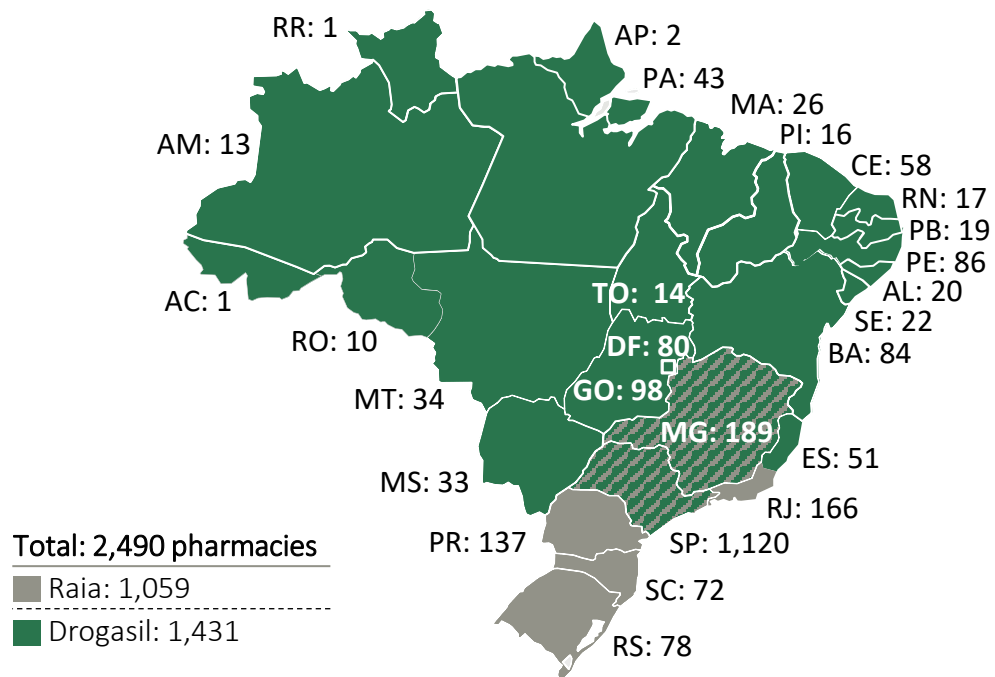 RR: 1
AP: 2
PA: 43
MA: 26
PI: 16
AM: 13
CE: 58
RN: 17
PB: 19
PE: 86
AL: 20
AC: 1
TO: 14
SE: 22
RO: 10
DF: 80
BA: 84
MT: 34
GO: 98
MG: 189
ES: 51
MS: 33
RJ: 166
PR: 137
SP: 1,120
Total: 2,490 pharmacies
Raia: 1,059
SC: 72
Drogasil: 1,431
RS: 78